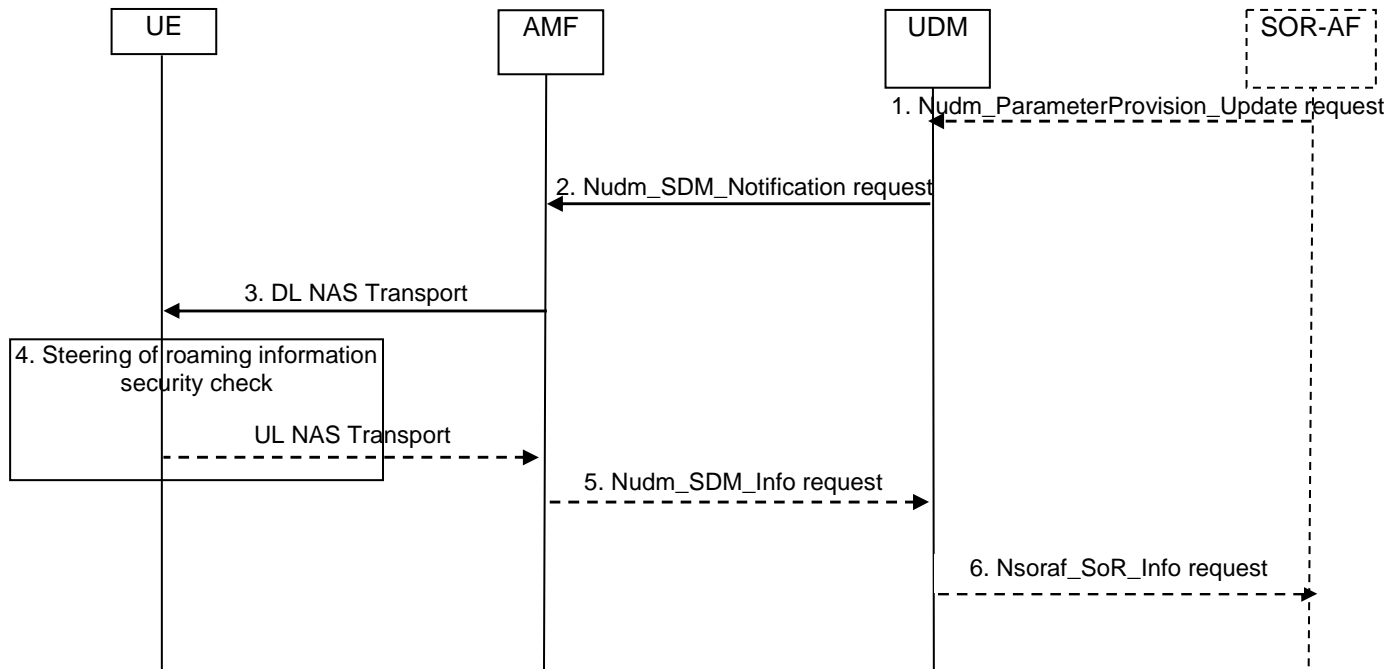 UE
AMF
UDM
SOR-AF
1. Nudm_ParameterProvision_Update request
2. Nudm_SDM_Notification request
3. DL NAS Transport
4. Steering of roaming information
security check
UL NAS Transport
5. Nudm_SDM_Info request
6. Nsoraf_SoR_Info request